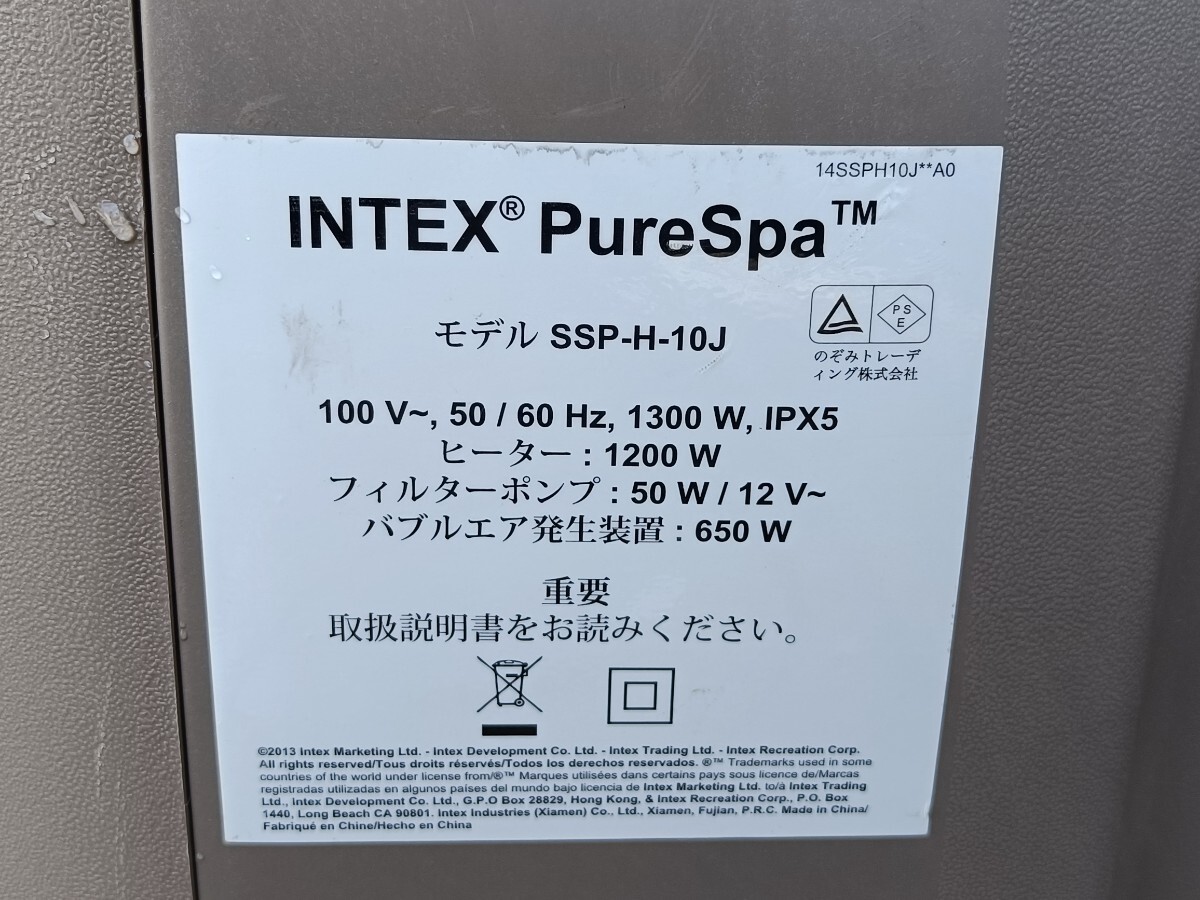 14SSPH10J**A0
INTEX® PureSpa™
モデル SSP-H-10J
PS
E
のぞみトレーデ
ィング株式会社
100 V~, 50 / 60 Hz, 1300 W, IPX5
ヒーター : 1200 W
フィルターポンプ : 50 W / 12 V~
バブルエア発生装置 : 650 W
重要
取扱説明書をお読みください。
©2013 Intex Marketing Ltd. - Intex Development Co. Ltd. - Intex Trading Ltd. - Intex Recreation Corp.
All rights reserved/Tous droits réservés/Todos los derechos reservados. ®™ Trademarks used in some
countries of the world under license from/®™ Marques utilisées dans certains pays sous licence de/Marcas
registradas utilizadas en algunos países del mundo bajo licencia de Intex Marketing Ltd. to/à Intex Trading
Ltd., Intex Development Co. Ltd., G.P.O Box 28829, Hong Kong, & Intex Recreation Corp., P.O. Box
1440, Long Beach CA 90801. Intex Industries (Xiamen) Co., Ltd., Xiamen, Fujian, P.R.C. Made in China/
Fabriqué en Chine/Hecho en China